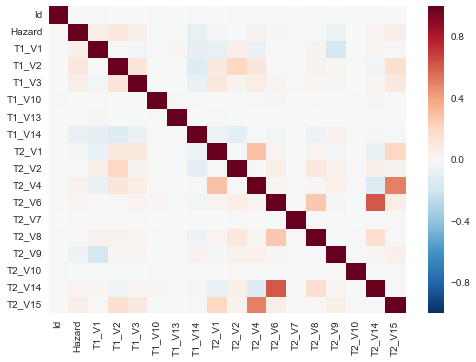 Id
Hazard
T1_V1
T1_V2
T1_V3
T1_V10
T1_V13
T1_V14
T2_V1
T2_V2
T2_V4
T2_V6
T2_V7
T2_V8
T2_V9
T2_V10
T2_V14
T2_V15
Id
Hazard
T1_V1
T1_V2
T1_V3
T1_V10
T1_V13
T1_V14
T2_V1
T2_V2
T2_V4
T2_V6
T2_V7
T2_V8
T2_V9
T2_V10
T2_V14
T2_V15
0.8
0.4
0.0
-0.4
-0.8